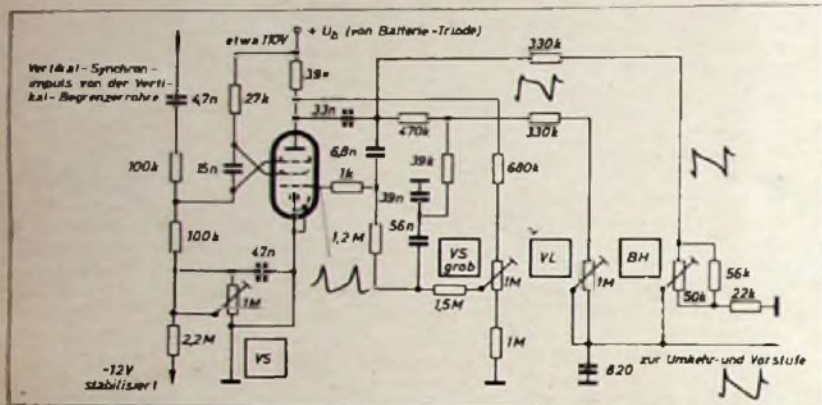 + Ub (von Batterie-Triode)
etwa 110V
Vertikal-Synchron-
impuls von der Verti-
kal-Begrenzerröhre
4,7n
27k
39k
33n
330k
470k
330k
100k
15n
6,8n
39k
680k
1k
39n
100k
1,2M
56n
47n
VS
grob
VL
BH
1M
1,5M
1M
1M
50k
56k
22k
2,2M
VS
1M
-12V
stabilisiert
820
zur Umkehr- und Vorstufe